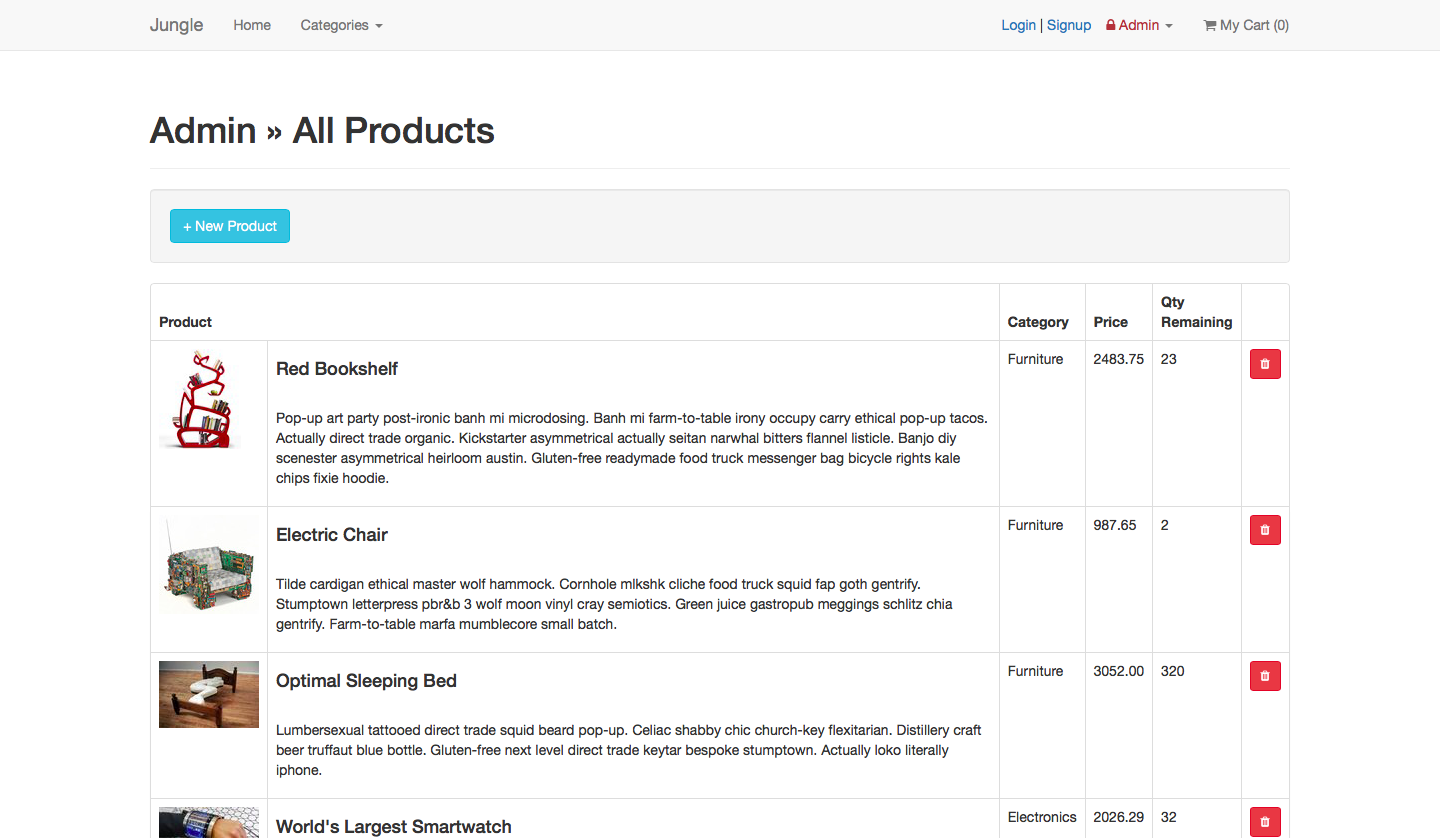 Jungle Home Categories Login | Signup Admin My Cart (0)
Admin » All Products
+ New Product
Product Category Price Qty Remaining
Red Bookshelf Furniture 2483.75 23
Pop-up art party post-ironic banh mi microdosing. Banh mi farm-to-table irony occupy carry ethical pop-up tacos.
Actually direct trade organic. Kickstarter asymmetrical actually seitan narwhal bitters flannel listicle. Banjo diy
scenester asymmetrical heirloom austin. Gluten-free readymade food truck messenger bag bicycle rights kale
chips fixie hoodie.
Electric Chair Furniture 987.65 2
Tilde cardigan ethical master wolf hammock. Cornhole mlkshk cliche food truck squid fap goth gentrify.
Stumptown letterpress pbr&b 3 wolf moon vinyl cray semiotics. Green juice gastropub meggings schlitz chia
gentrify. Farm-to-table marfa mumblecore small batch.
Optimal Sleeping Bed Furniture 3052.00 320
Lumbersexual tattooed direct trade squid beard pop-up. Celiac shabby chic church-key flexitarian. Distillery craft
beer truffaut blue bottle. Gluten-free next level direct trade keytar bespoke stumptown. Actually loko literally
iphone.
World's Largest Smartwatch Electronics 2026.29 32